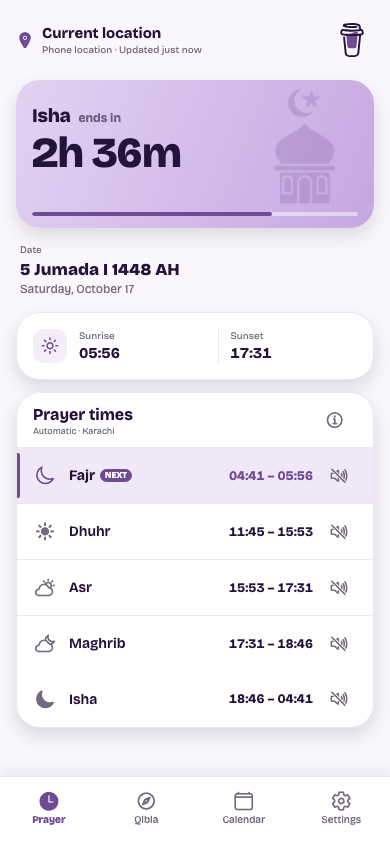 Current location
Phone location · Updated just now
Isha ends in
2h 36m
Date
5 Jumada I 1448 AH
Saturday, October 17
Sunrise
05:56
Sunset
17:31
Prayer times
Automatic · Karachi
Fajr NEXT 04:41 – 05:56
Dhuhr 11:45 – 15:53
Asr 15:53 – 17:31
Maghrib 17:31 – 18:46
Isha 18:46 – 04:41
Prayer Qibla Calendar Settings